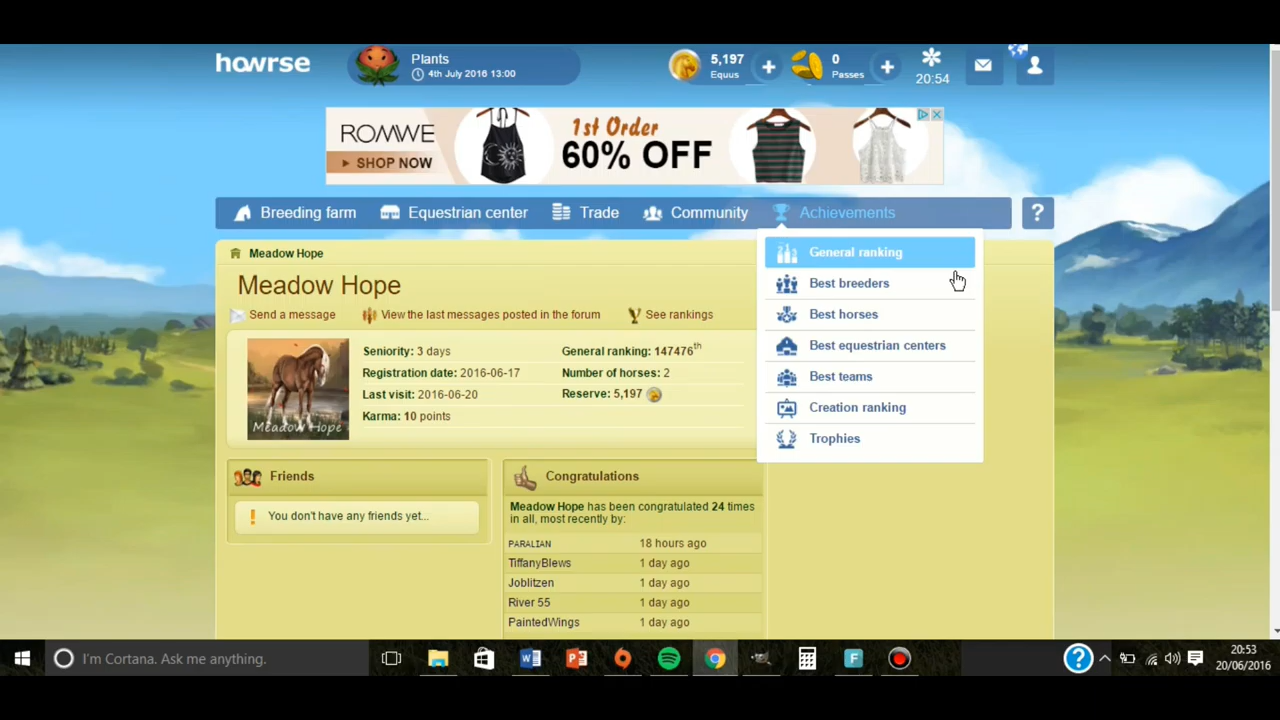 howrse
Plants
4th July 2016 13:00
5,197
Equus
0
Passes
20:54
ROMWE
SHOP NOW
1st Order
60% OFF
Breeding farm
Equestrian center
Trade
Community
Achievements
?
Meadow Hope
General ranking
Best breeders
Best horses
Best equestrian centers
Best teams
Creation ranking
Trophies
Meadow Hope
Send a message
View the last messages posted in the forum
See rankings
Meadow Hope
Seniority: 3 days
Registration date: 2016-06-17
Last visit: 2016-06-20
Karma: 10 points
General ranking: 147476th
Number of horses: 2
Reserve: 5,197
Friends
You don't have any friends yet...
Congratulations
Meadow Hope has been congratulated 24 times
in all, most recently by:
PARALIAN 18 hours ago
TiffanyBlews 1 day ago
Joblitzen 1 day ago
River 55 1 day ago
PaintedWings 1 day ago
I'm Cortana. Ask me anything.
20:53
20/06/2016